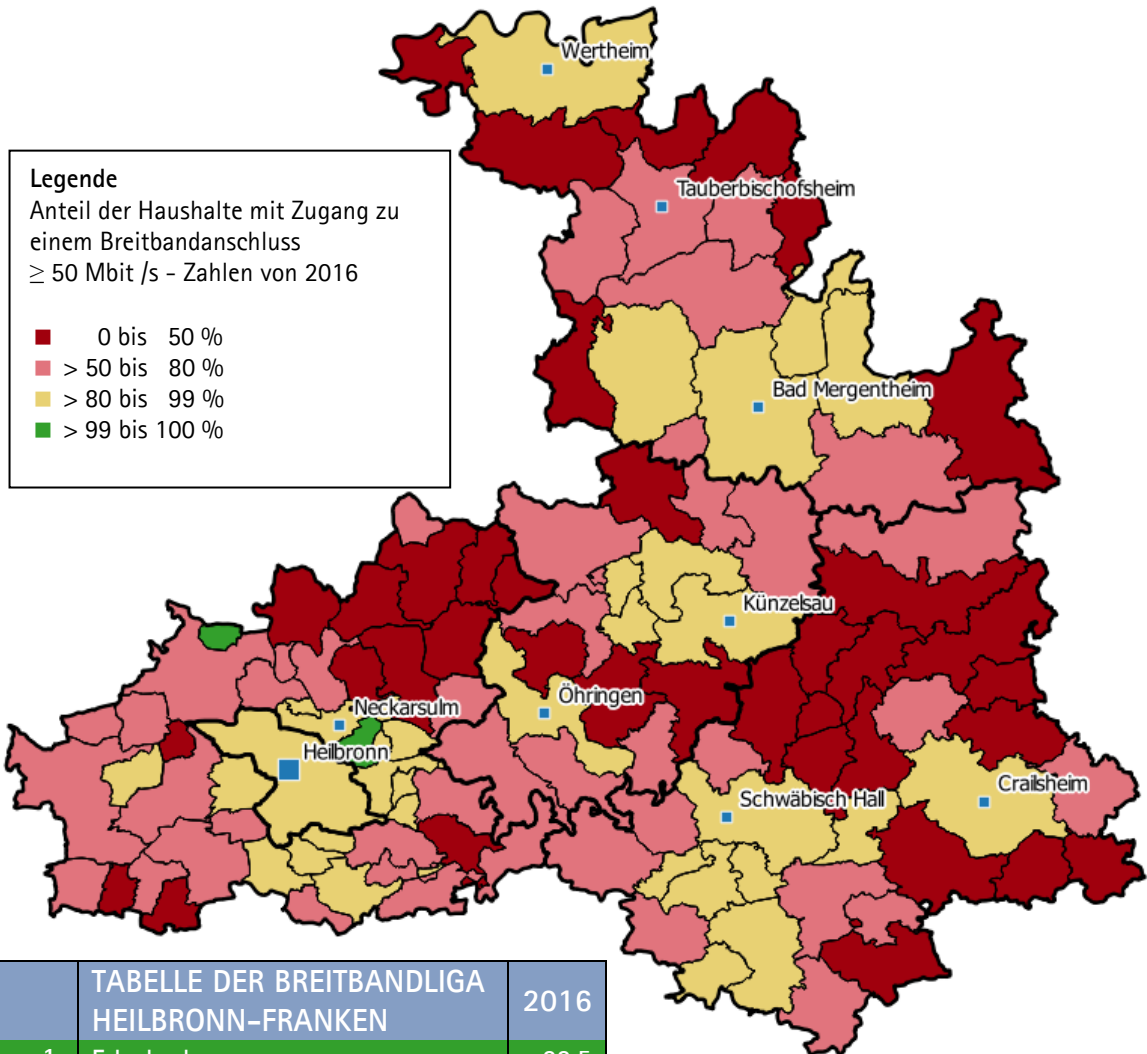 Wertheim
Legende
Anteil der Haushalte mit Zugang zu
einem Breitbandanschluss
≥ 50 Mbit /s - Zahlen von 2016
0 bis 50 %
> 50 bis 80 %
> 80 bis 99 %
> 99 bis 100 %
Tauberbischofsheim
Bad Mergentheim
Künzelsau
Öhringen
Neckarsulm
Heilbronn
Schwäbisch Hall
Crailsheim
TABELLE DER BREITBANDLIGA
HEILBRONN-FRANKEN
2016